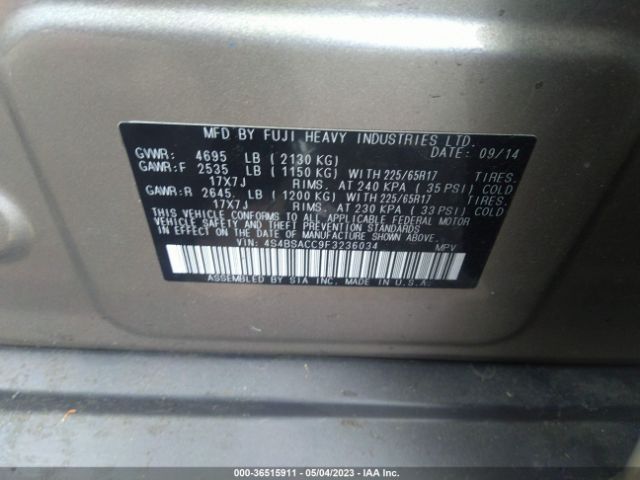 MFD BY FUJI HEAVY INDUSTRIES LTD.
GVWR: 4695 LB ( 2130 KG) DATE: 09/14
GAWR:F 2535 LB ( 1150 KG) WITH 225/65R17 TIRES.
17X7J RIMS. AT 240 KPA ( 35 PSI) COLD
GAWR:R 2645. LB ( 1200 KG) WITH 225/65R17 TIRES.
17X7J RIMS. AT 230 KPA ( 33 PSI) COLD
THIS VEHICLE CONFORMS TO ALL APPLICABLE FEDERAL MOTOR
VEHICLE SAFETY AND THEFT PREVENTION STANDARDS
IN EFFECT ON THE DATE OF MANUFACTURE SHOWN ABOVE.
VIN: 4S4BSACC9F3236034 MPV
ASSEMBLED BY SIA INC. MADE IN U.S.A.
000-36515911 - 05/04/2023 - IAA Inc.